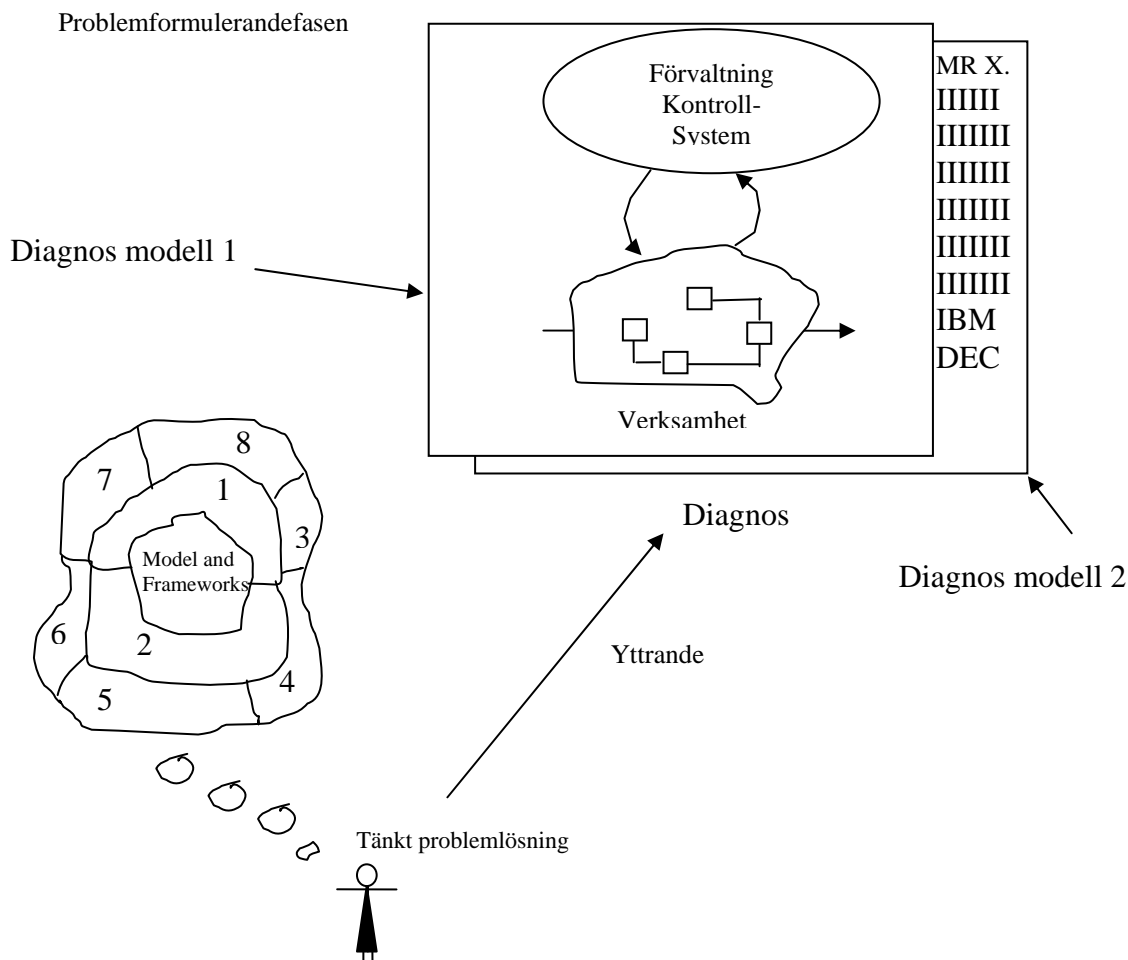 Problemformulerandefasen
Förvaltning
Kontroll-
System
MR X.
IIIIII
IIIIIII
IIIIIII
IIIIIII
IIIIIII
IIIIIII
IBM
DEC
Diagnos modell 1
Verksamhet
8
7
1
3
Model and
Frameworks
6
2
4
5
Diagnos
Diagnos modell 2
Yttrande
Tänkt problemlösning